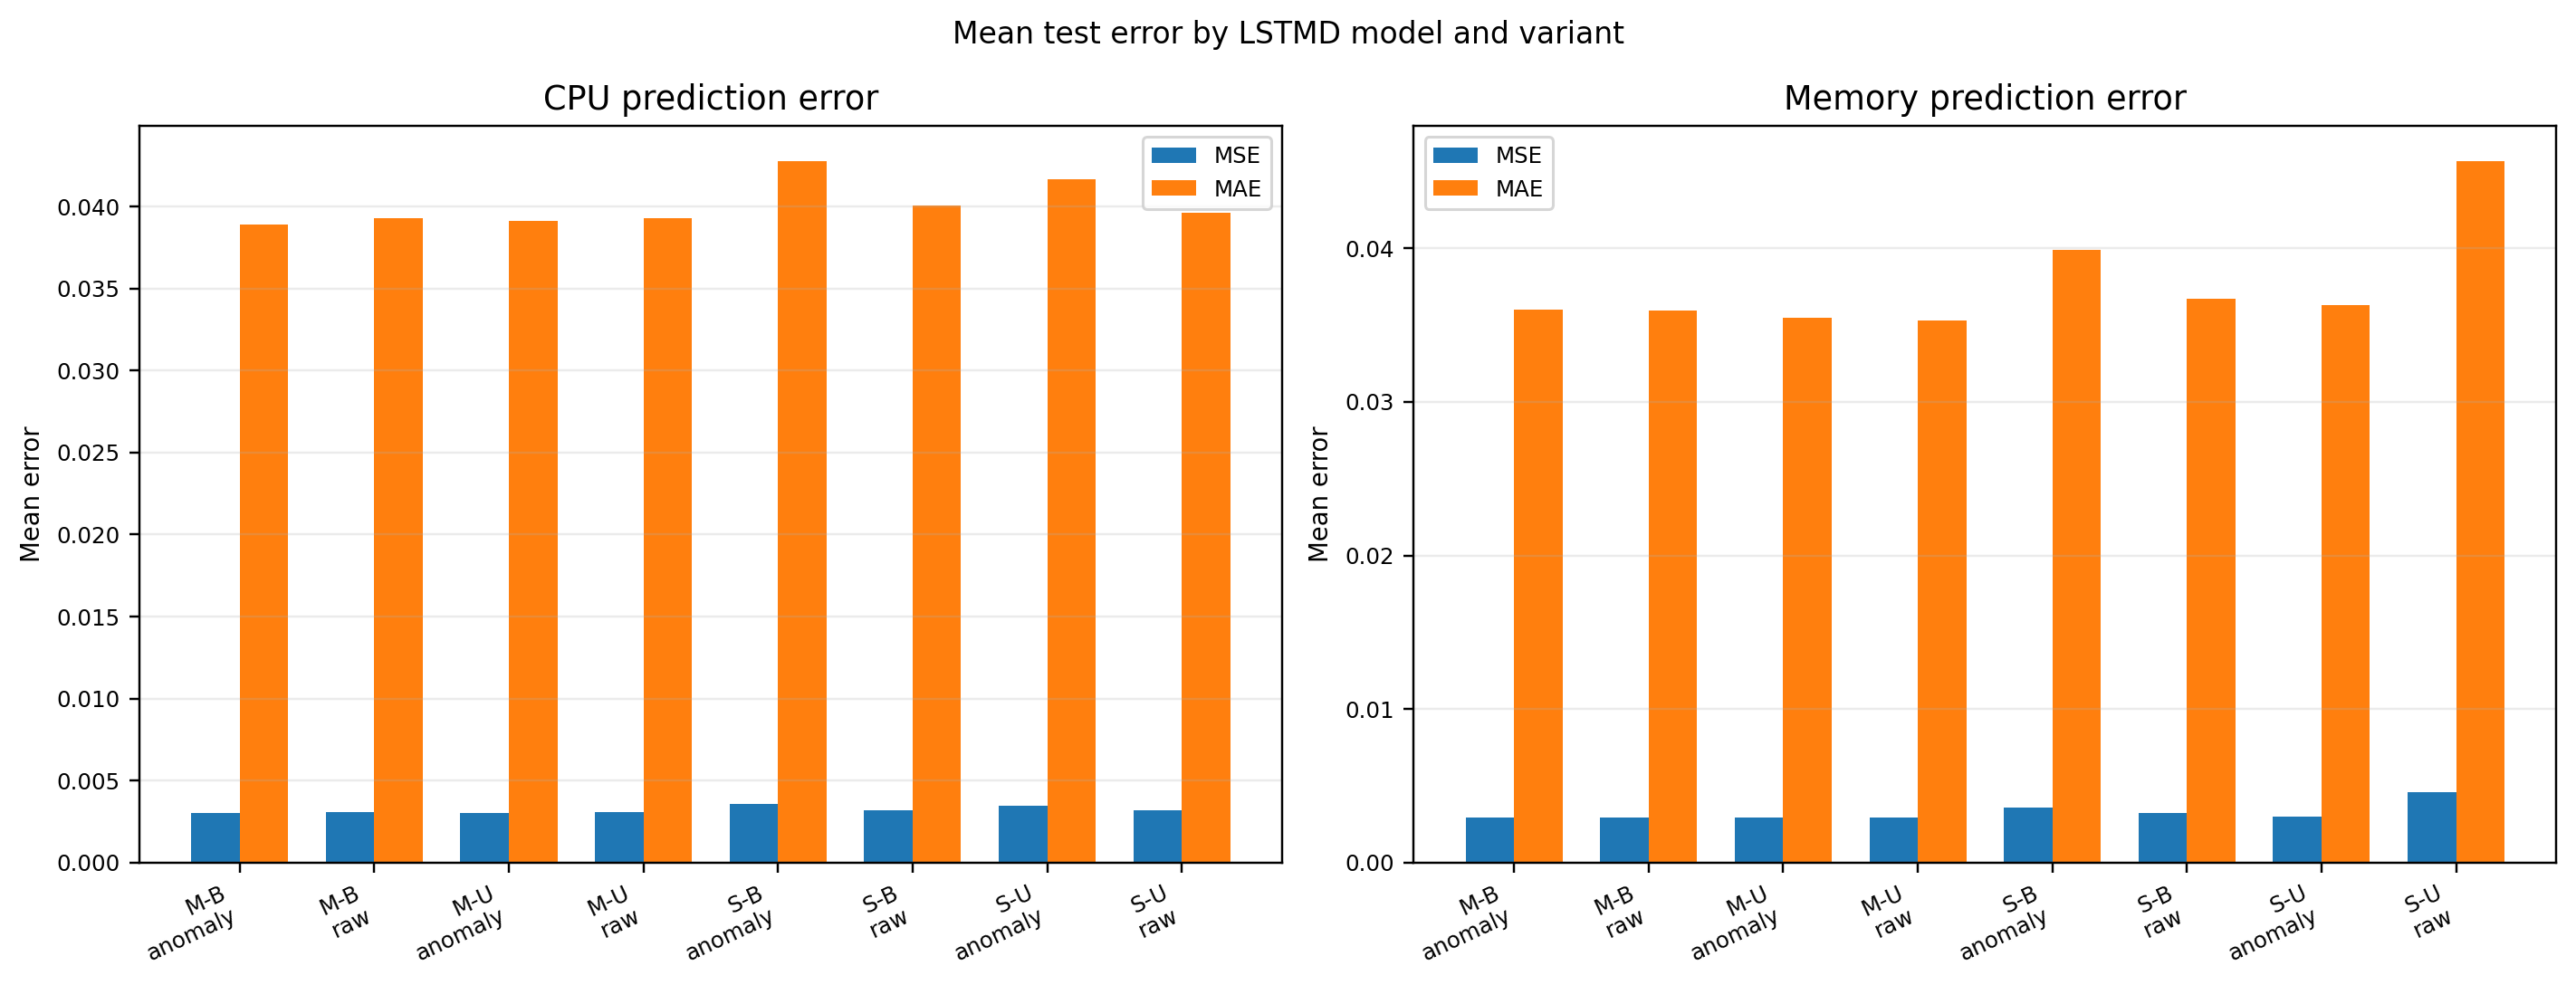 Mean test error by LSTMD model and variant
CPU prediction error
MSE
MAE
Mean error
0.040
0.035
0.030
0.025
0.020
0.015
0.010
0.005
0.000
M-B
anomaly
M-B
raw
M-U
anomaly
M-U
raw
S-B
anomaly
S-B
raw
S-U
anomaly
S-U
raw
Memory prediction error
MSE
MAE
Mean error
0.04
0.03
0.02
0.01
0.00
M-B
anomaly
M-B
raw
M-U
anomaly
M-U
raw
S-B
anomaly
S-B
raw
S-U
anomaly
S-U
raw